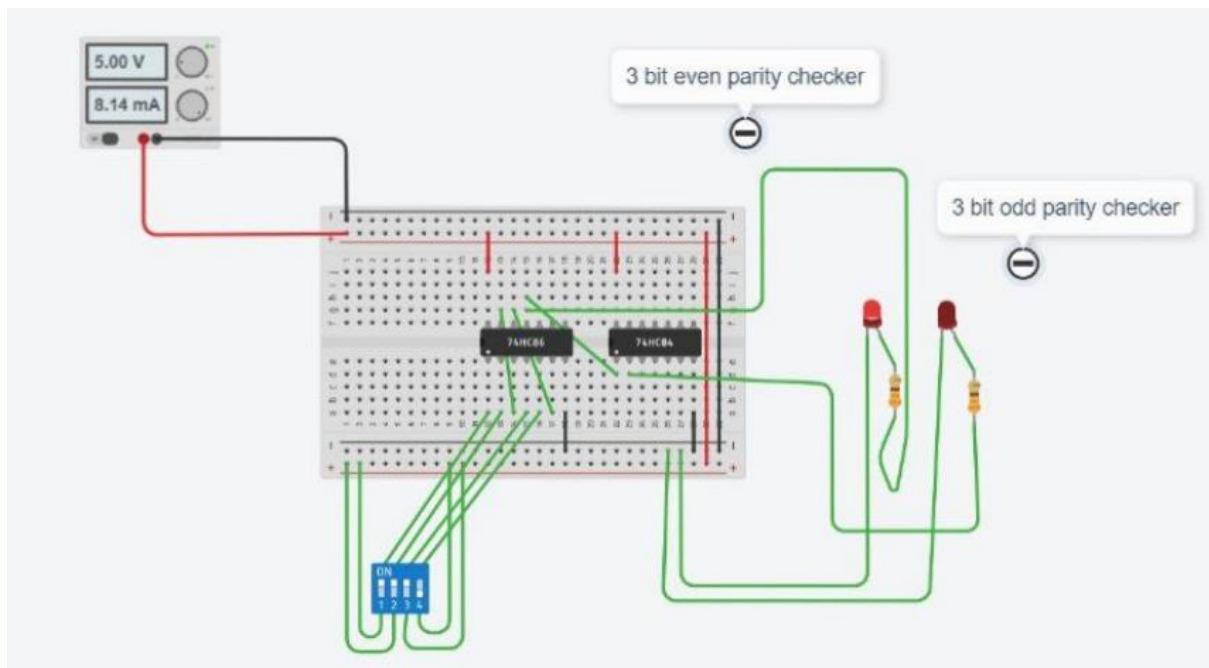 5.00 V
8.14 mA
3 bit even parity checker
3 bit odd parity checker
74HC86
74HC04
ON
1 2 3 4